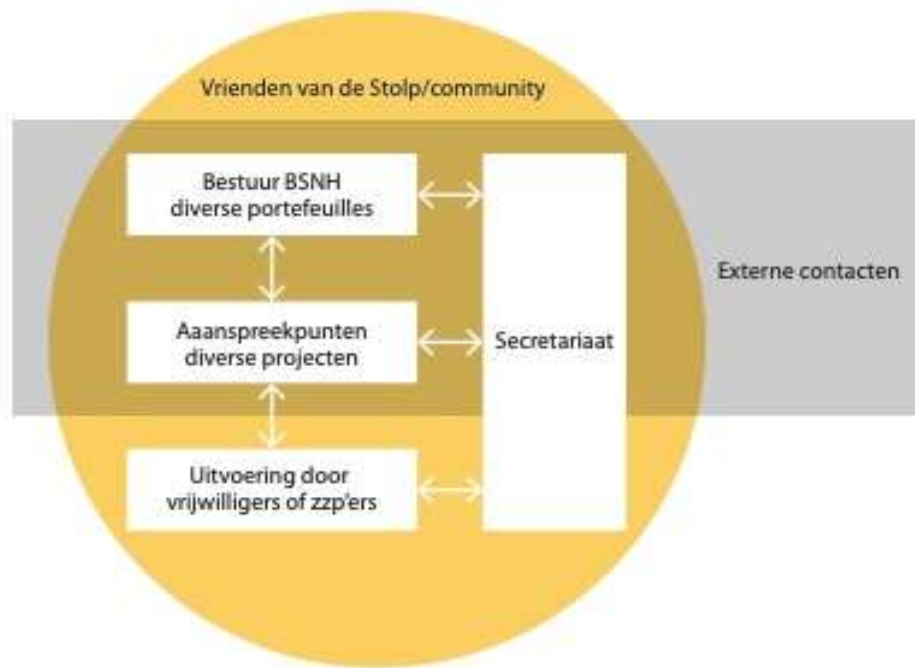 Vrienden van de Stolp/community
Bestuur BSNH
diverse portefeuilles
Externe contacten
Aaanspreekpunten
diverse projecten
Secretariaat
Uitvoering door
vrijwilligers of zzp'ers